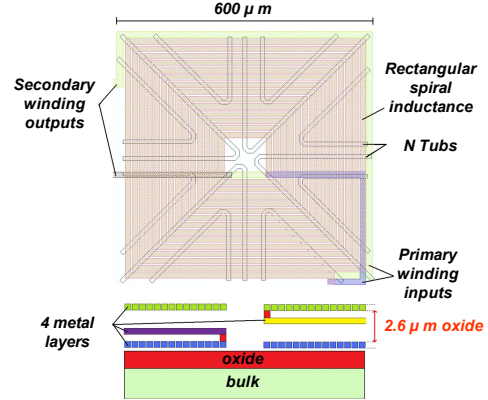 600 μ m
Secondary
winding
outputs
Rectangular
spiral
inductance
N Tubs
Primary
winding
inputs
4 metal
layers
2.6 μ m oxide
oxide
bulk